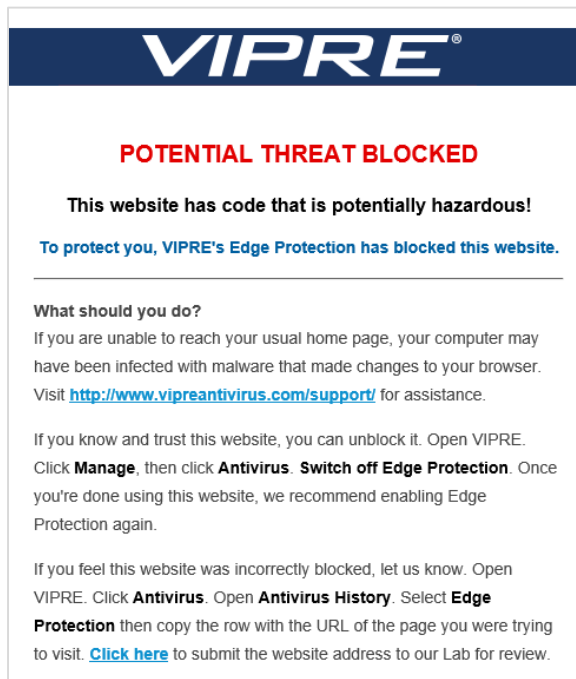 VIPRE®
POTENTIAL THREAT BLOCKED
This website has code that is potentially hazardous!
To protect you, VIPRE's Edge Protection has blocked this website.
What should you do?
If you are unable to reach your usual home page, your computer may
have been infected with malware that made changes to your browser.
Visit http://www.vipreantivirus.com/support/ for assistance.
If you know and trust this website, you can unblock it. Open VIPRE.
Click Manage, then click Antivirus. Switch off Edge Protection. Once
you're done using this website, we recommend enabling Edge
Protection again.
If you feel this website was incorrectly blocked, let us know. Open
VIPRE. Click Antivirus. Open Antivirus History. Select Edge
Protection then copy the row with the URL of the page you were trying
to visit. Click here to submit the website address to our Lab for review.